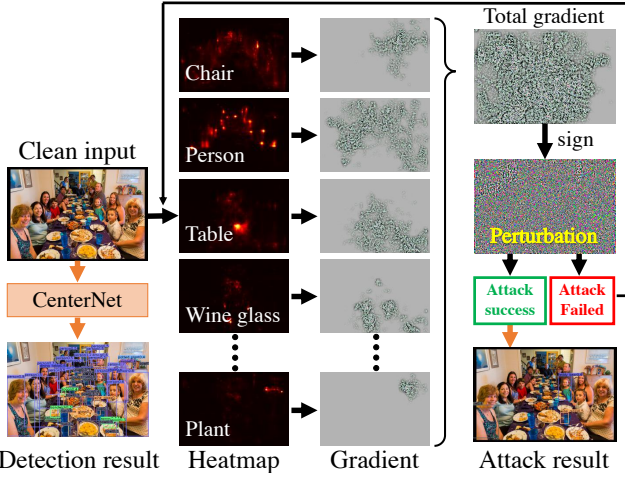 Total gradient
Chair
sign
Person
Clean input
Table
Perturbation
Wine glass
CenterNet
Attack
success
Attack
Failed
Plant
Detection result
Heatmap
Gradient
Attack result